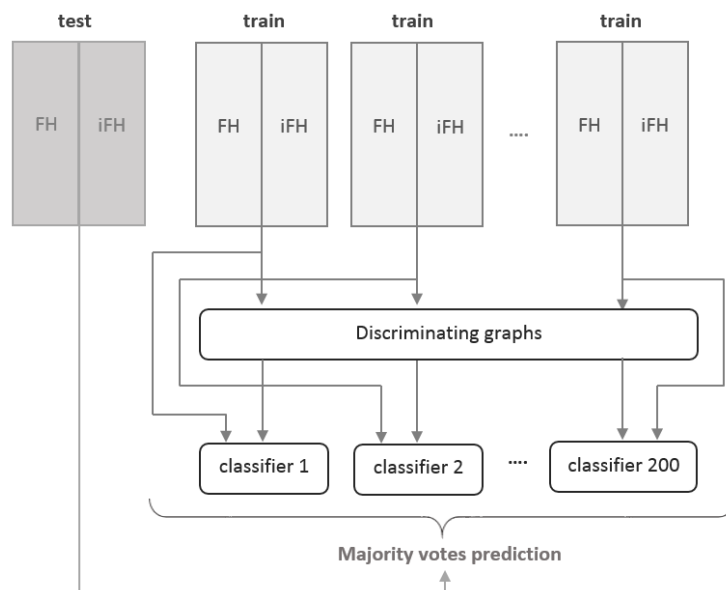 test train train train
FH iFH FH iFH FH iFH .... FH iFH
Discriminating graphs
classifier 1 classifier 2 .... classifier 200
Majority votes prediction